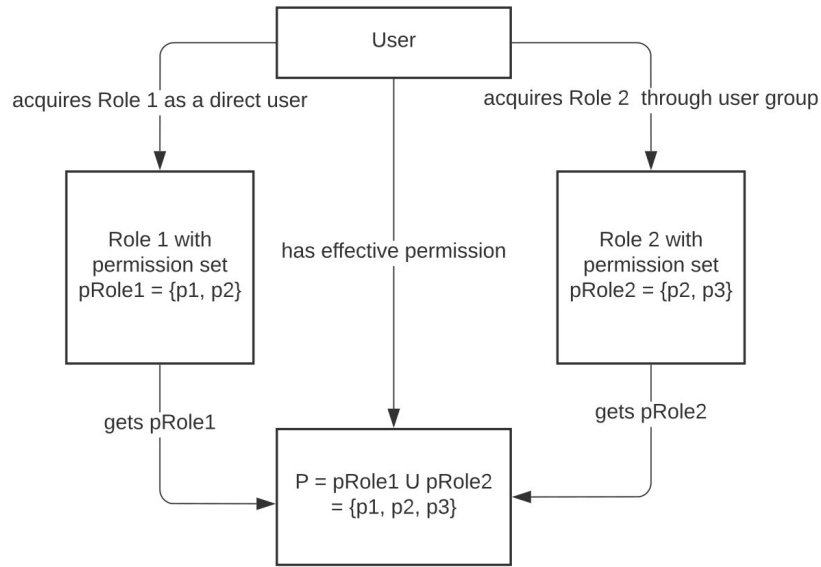 User
acquires Role 1 as a direct user
acquires Role 2 through user group
Role 1 with
permission set
pRole1 = {p1, p2}
has effective permission
Role 2 with
permission set
pRole2 = {p2, p3}
gets pRole1
gets pRole2
P = pRole1 U pRole2
= {p1, p2, p3}